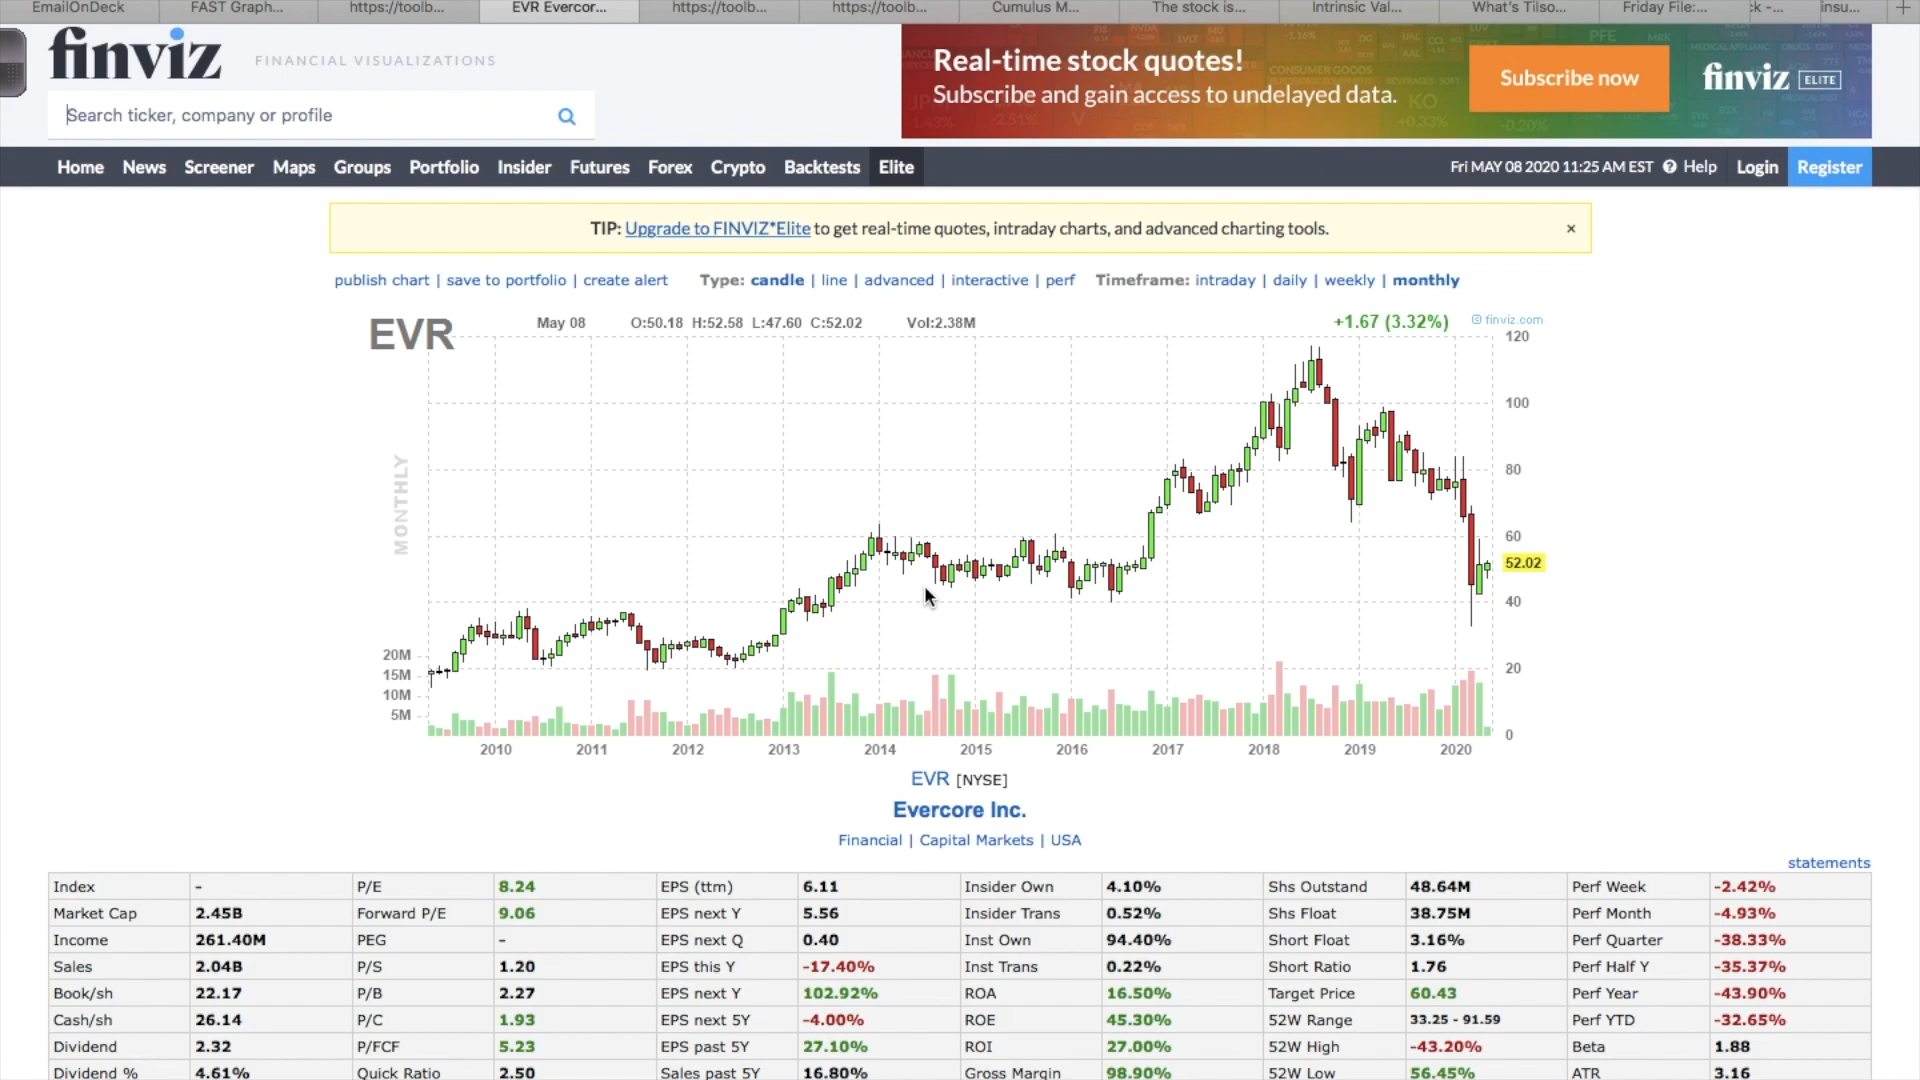 EmailOnDeck FAST Graph... https://toolb... EVR Evercor... https://toolb... https://toolb... Cumulus M... The stock is... Intrinsic Val... What's Tilso... Friday File:... ck -... insu... +
finviz FINANCIAL VISUALIZATIONS
Search ticker, company or profile
Real-time stock quotes!
Subscribe and gain access to undelayed data.
Subscribe now
finviz ELITE
Home News Screener Maps Groups Portfolio Insider Futures Forex Crypto Backtests Elite Fri MAY 08 2020 11:25 AM EST Help Login Register
TIP: Upgrade to FINVIZ*Elite to get real-time quotes, intraday charts, and advanced charting tools. ×
publish chart | save to portfolio | create alert Type: candle | line | advanced | interactive | perf Timeframe: intraday | daily | weekly | monthly
EVR May 08 O:50.18 H:52.58 L:47.60 C:52.02 Vol:2.38M +1.67 (3.32%) © finviz.com
120
100
80
60
52.02
40
20
0
MONTHLY
20M
15M
10M
5M
2010 2011 2012 2013 2014 2015 2016 2017 2018 2019 2020
EVR [NYSE]
Evercore Inc.
Financial | Capital Markets | USA
statements
Index - P/E 8.24 EPS (ttm) 6.11 Insider Own 4.10% Shs Outstand 48.64M Perf Week -2.42%
Market Cap 2.45B Forward P/E 9.06 EPS next Y 5.56 Insider Trans 0.52% Shs Float 38.75M Perf Month -4.93%
Income 261.40M PEG - EPS next Q 0.40 Inst Own 94.40% Short Float 3.16% Perf Quarter -38.33%
Sales 2.04B P/S 1.20 EPS this Y -17.40% Inst Trans 0.22% Short Ratio 1.76 Perf Half Y -35.37%
Book/sh 22.17 P/B 2.27 EPS next Y 102.92% ROA 16.50% Target Price 60.43 Perf Year -43.90%
Cash/sh 26.14 P/C 1.93 EPS next 5Y -4.00% ROE 45.30% 52W Range 33.25 - 91.59 Perf YTD -32.65%
Dividend 2.32 P/FCF 5.23 EPS past 5Y 27.10% ROI 27.00% 52W High -43.20% Beta 1.88
Dividend % 4.61% Quick Ratio 2.50 Sales past 5Y 16.80% Gross Margin 98.90% 52W Low 56.45% ATR 3.16